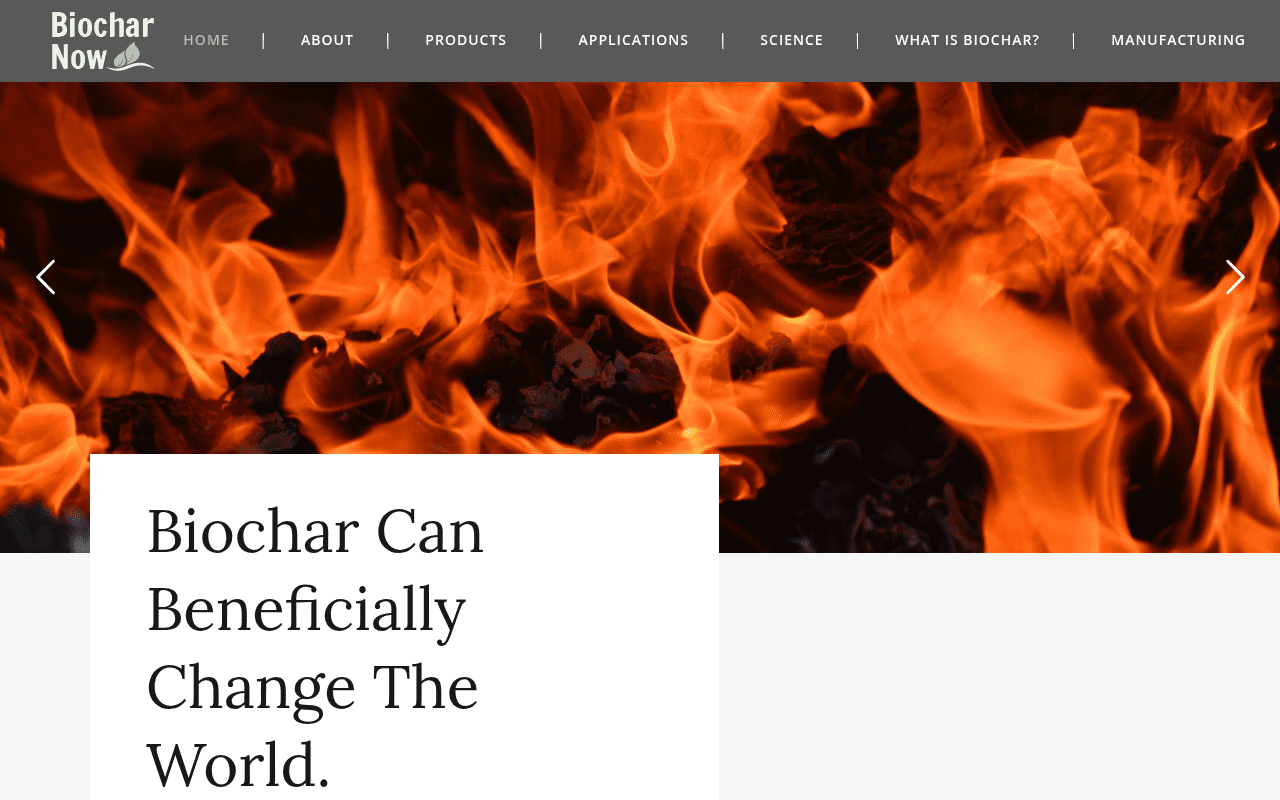 Biochar
Now
HOME | ABOUT | PRODUCTS | APPLICATIONS | SCIENCE | WHAT IS BIOCHAR? | MANUFACTURING
Biochar Can
Beneficially
Change The
World.